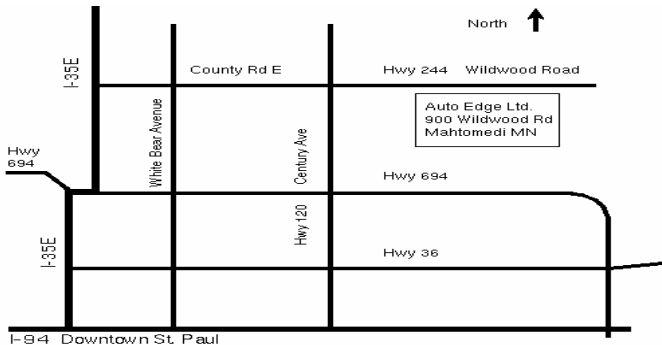 North
I-35E
County Rd E
Hwy 244 Wildwood Road
Auto Edge Ltd.
900 Wildwood Rd
Mahtomedi MN
White Bear Avenue
Century Ave
Hwy
694
Hwy 694
Hwy 120
I-35E
Hwy 36
I-94 Downtown St. Paul